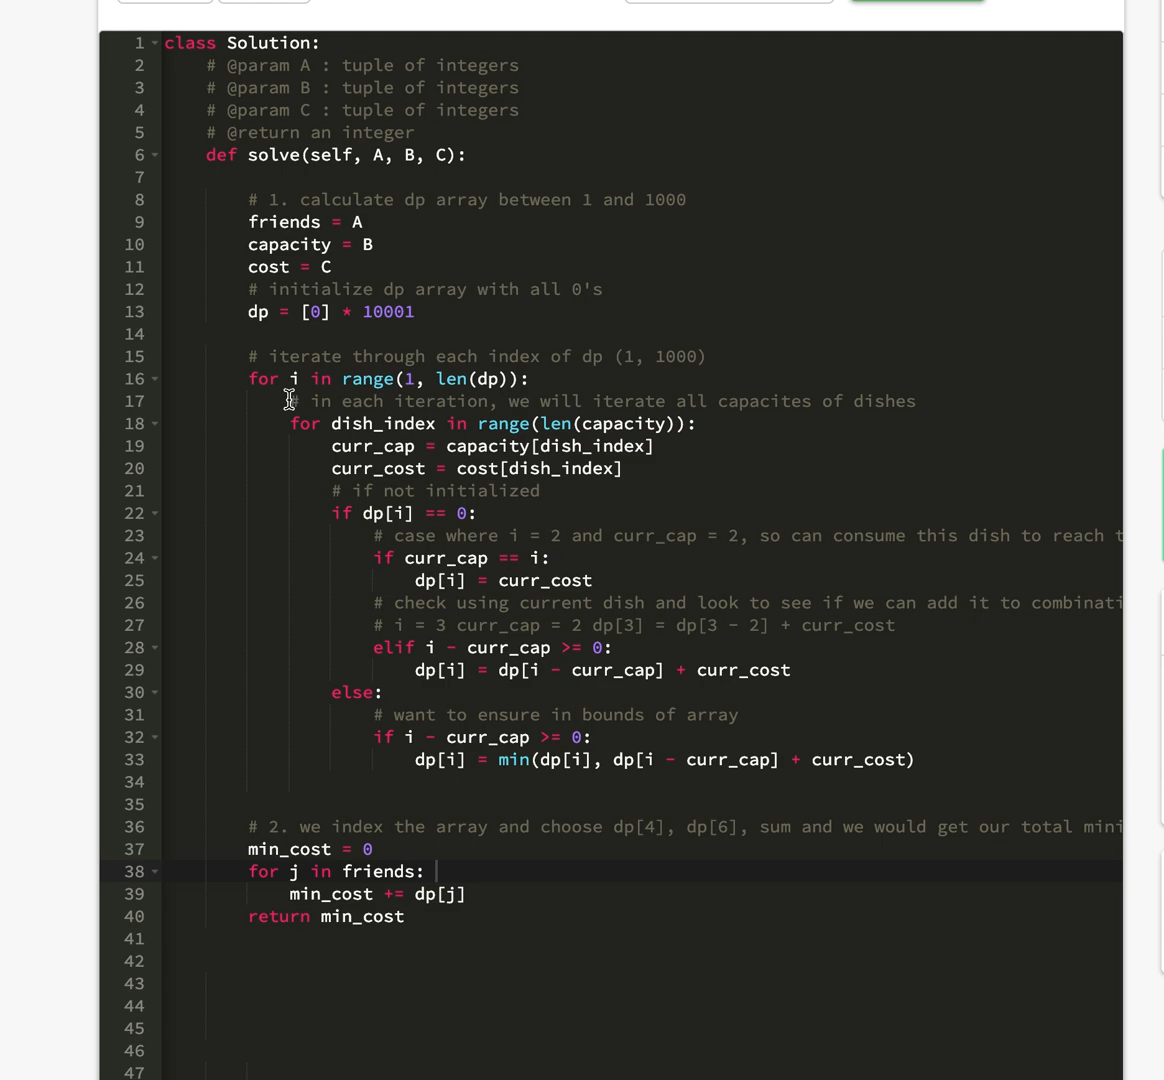 1 class Solution:
2 # @param A : tuple of integers
3 # @param B : tuple of integers
4 # @param C : tuple of integers
5 # @return an integer
6 def solve(self, A, B, C):
7
8 # 1. calculate dp array between 1 and 1000
9 friends = A
10 capacity = B
11 cost = C
12 # initialize dp array with all 0's
13 dp = [0] * 10001
14
15 # iterate through each index of dp (1, 1000)
16 for i in range(1, len(dp)):
17 # in each iteration, we will iterate all capacites of dishes
18 for dish_index in range(len(capacity)):
19 curr_cap = capacity[dish_index]
20 curr_cost = cost[dish_index]
21 # if not initialized
22 if dp[i] == 0:
23 # case where i = 2 and curr_cap = 2, so can consume this dish to reach t
24 if curr_cap == i:
25 dp[i] = curr_cost
26 # check using current dish and look to see if we can add it to combinati
27 # i = 3 curr_cap = 2 dp[3] = dp[3 - 2] + curr_cost
28 elif i - curr_cap >= 0:
29 dp[i] = dp[i - curr_cap] + curr_cost
30 else:
31 # want to ensure in bounds of array
32 if i - curr_cap >= 0:
33 dp[i] = min(dp[i], dp[i - curr_cap] + curr_cost)
34
35
36 # 2. we index the array and choose dp[4], dp[6], sum and we would get our total mini
37 min_cost = 0
38 for j in friends:
39 min_cost += dp[j]
40 return min_cost
41
42
43
44
45
46
47